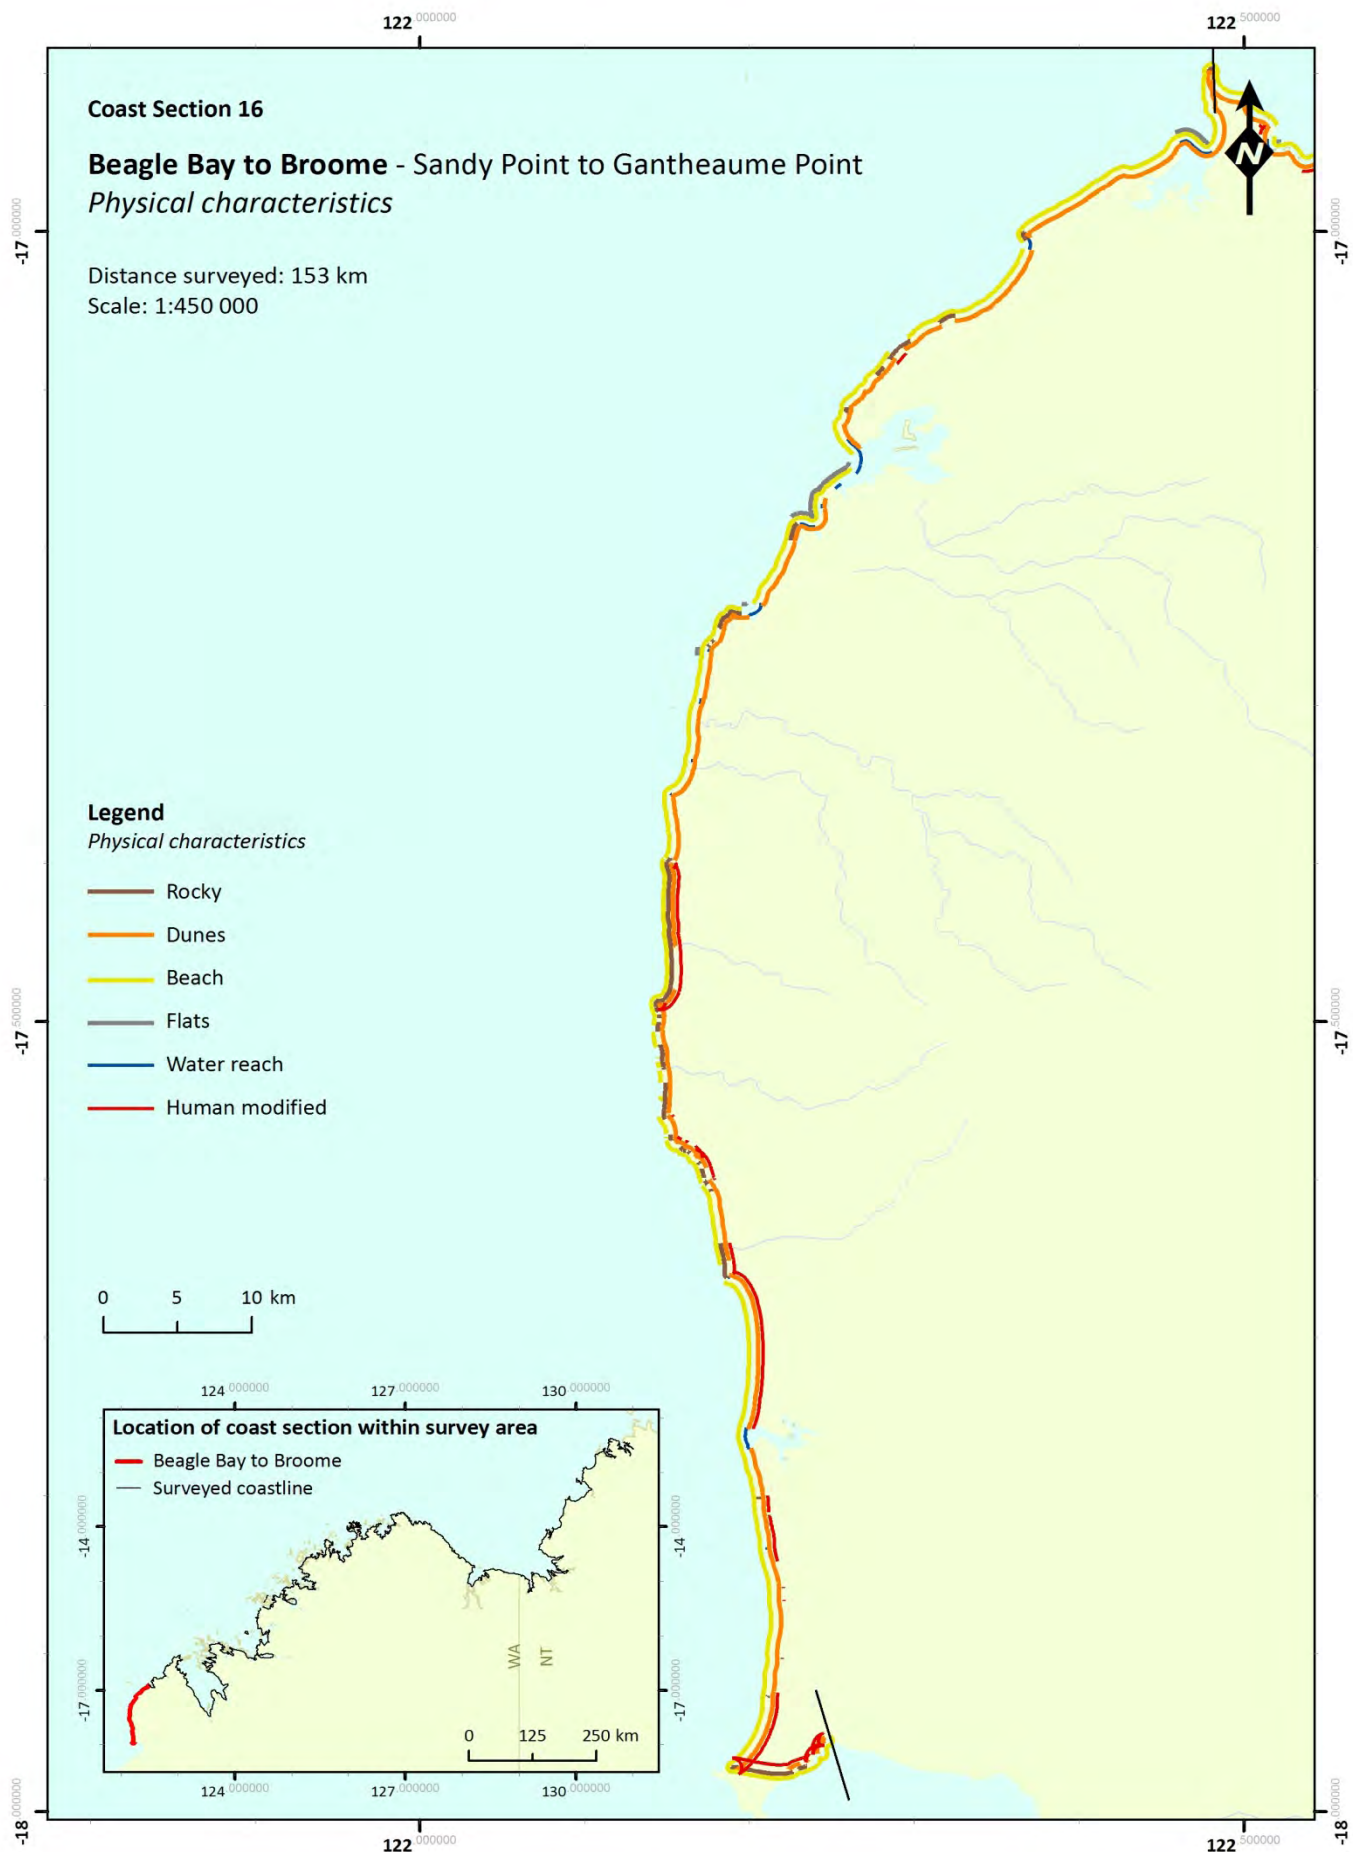 122.000000
122.500000
Coast Section 16
Beagle Bay to Broome - Sandy Point to Gantheaume Point
Physical characteristics
Distance surveyed: 153 km
Scale: 1:450 000
N
-17.000000
-17.000000
Legend
Physical characteristics
Rocky
Dunes
Beach
Flats
Water reach
Human modified
-17.500000
-17.500000
0 5 10 km
124.000000 127.000000 130.000000
Location of coast section within survey area
Beagle Bay to Broome
Surveyed coastline
-14.000000
-14.000000
WA
NT
-17.000000
-17.000000
0 125 250 km
124.000000 127.000000 130.000000
-18.000000
-18.000000
122.000000
122.500000